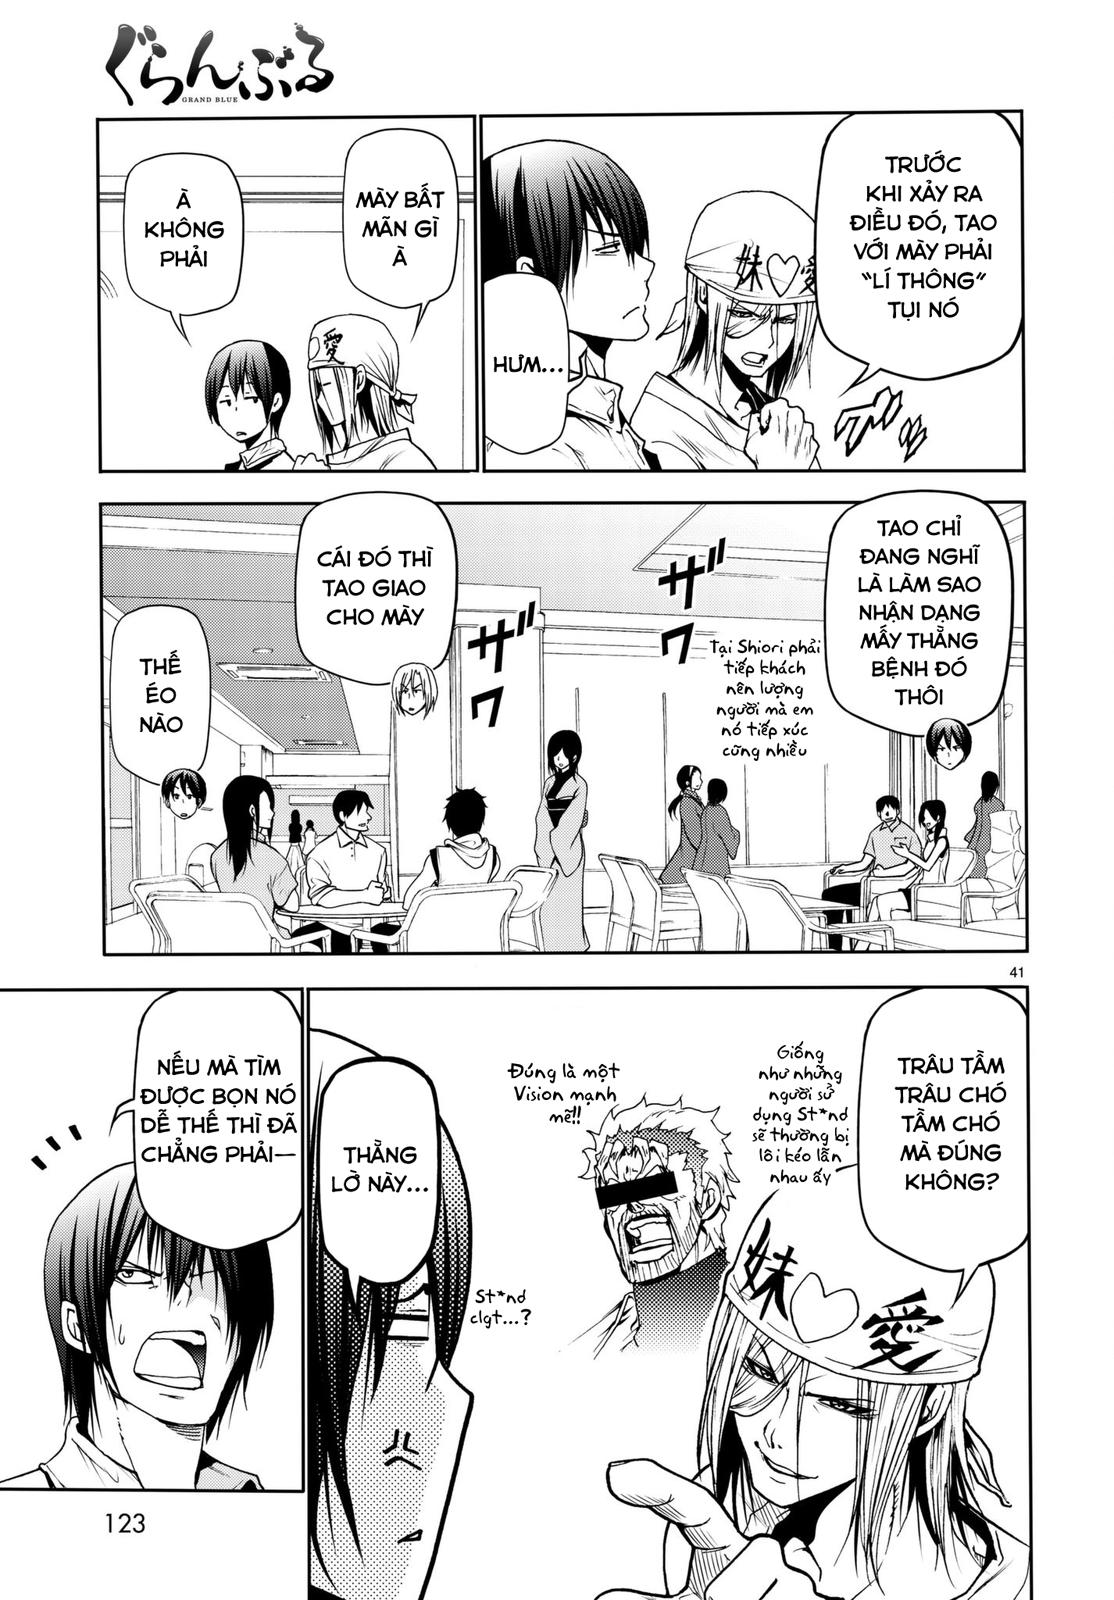 ぐらんぶる
GRAND BLUE
TRƯỚC
KHI XẢY RA
ĐIỀU ĐÓ, TAO
VỚI MÀY PHẢI
“LÍ THÔNG”
TỤI NÓ
妹♡愛
HƯM...
グッ
MÀY BẤT
MÃN GÌ
À
À
KHÔNG
PHẢI
♡愛
TAO CHỈ
ĐANG NGHĨ
LÀ LÀM SAO
NHẬN DẠNG
MẤY THẰNG
BỆNH ĐÓ
THÔI
Tại Shiori phải
tiếp khách
nên lượng
người mà em
nó tiếp xúc
cũng nhiều
ザワ
ザワ
CÁI ĐÓ THÌ
TAO GIAO
CHO MÀY
THẾ
ÉO
NÀO
41
TRÂU TẦM
TRÂU CHÓ
TẦM CHÓ
MÀ ĐÚNG
KHÔNG?
Giống
như những
người sử
dụng St*nd
sẽ thường bị
lôi kéo lẫn
nhau ấy
Đúng là một
Vision mạnh
mẽ!!
妹♡愛
THẰNG
LỜ NÀY...
St*nd
clgt...?
NẾU MÀ TÌM
ĐƯỢC BỌN NÓ
DỄ THẾ THÌ ĐÃ
CHẲNG PHẢI—
123